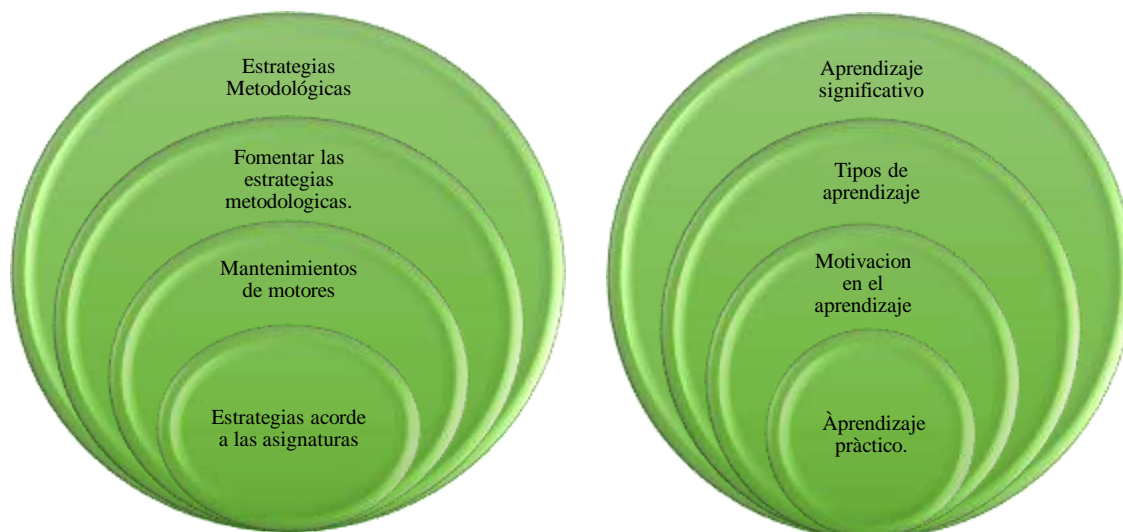 Estrategias
Metodológicas
Fomentar las
estrategias
metodologicas.
Mantenimientos
de motores
Estrategias acorde
a las asignaturas
Aprendizaje
significativo
Tipos de
aprendizaje
Motivacion
en el
aprendizaje
Àprendizaje
pràctico.